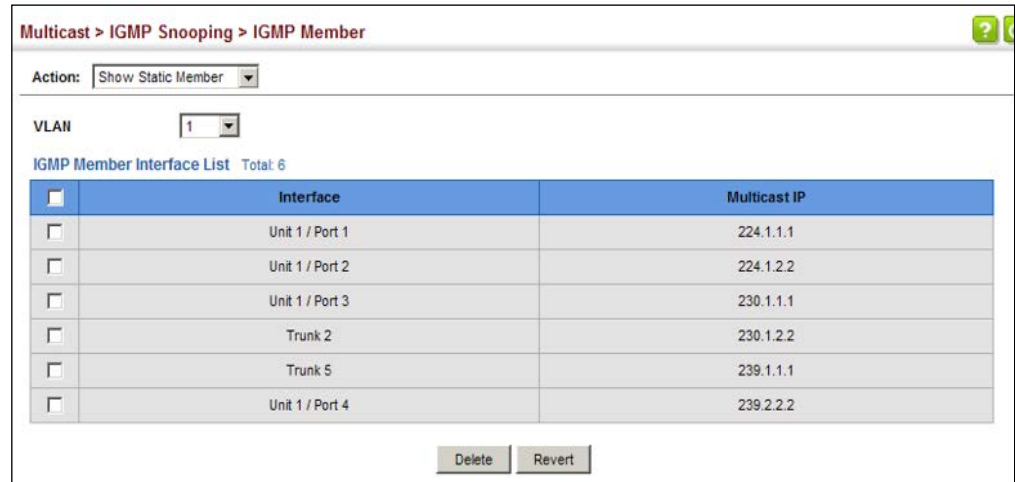 Multicast > IGMP Snooping > IGMP Member
?
Action: Show Static Member
VLAN 1
IGMP Member Interface List Total: 6
Interface Multicast IP
Unit 1 / Port 1 224.1.1.1
Unit 1 / Port 2 224.1.2.2
Unit 1 / Port 3 230.1.1.1
Trunk 2 230.1.2.2
Trunk 5 239.1.1.1
Unit 1 / Port 4 239.2.2.2
Delete Revert